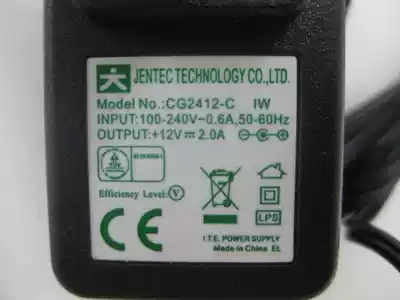 JENTEC TECHNOLOGY CO.,LTD.
Model No.:CG2412-C IW
INPUT:100-240V~0.6A,50-60Hz
OUTPUT:+12V⎓2.0A
TÜV
Efficiency Level: V
CE
LPS
I.T.E. POWER SUPPLY
Made in China EL